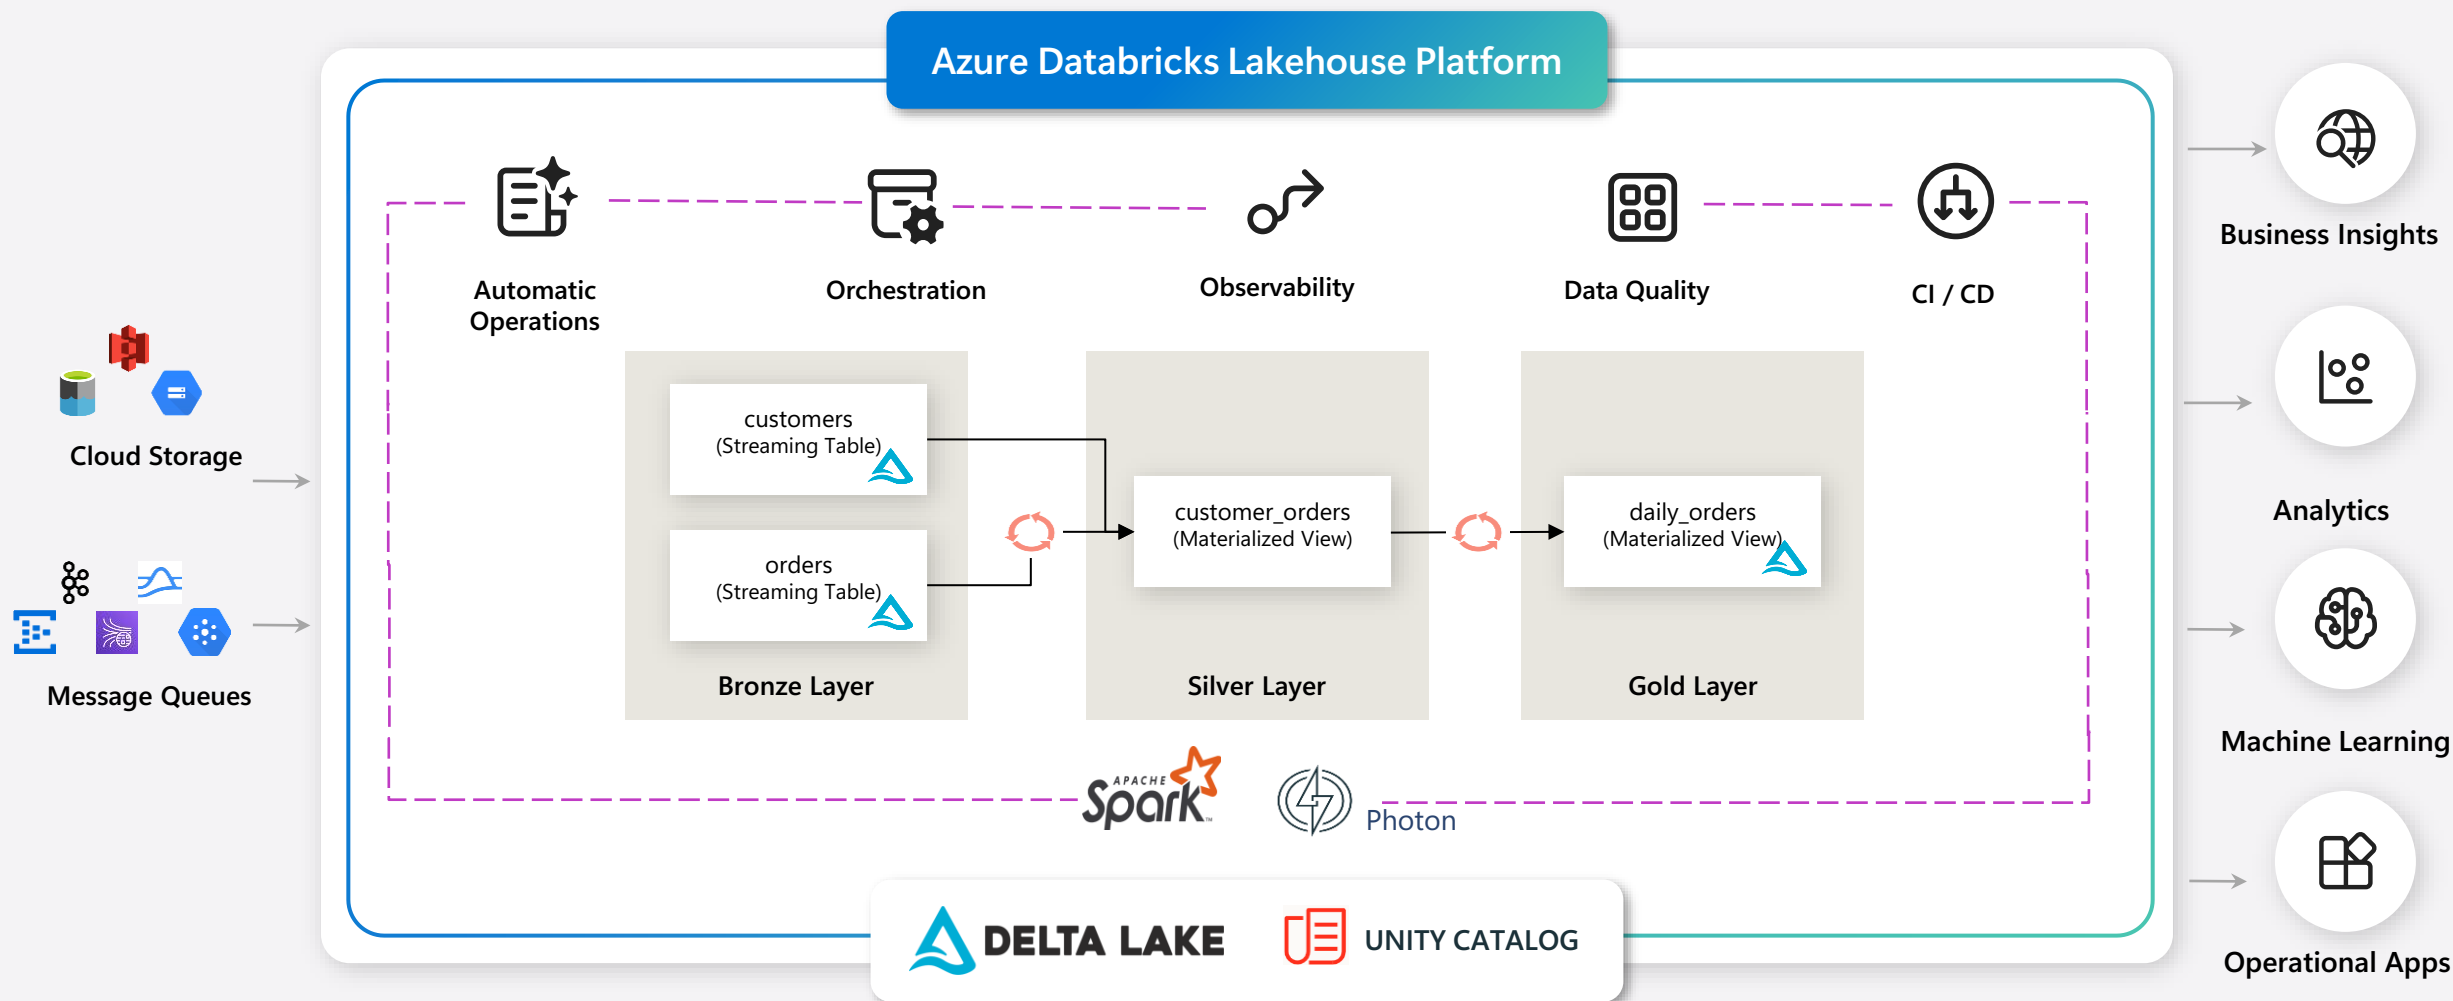 Azure Databricks Lakehouse Platform
Automatic
Operations
Orchestration
Observability
Data Quality
CI / CD
Cloud Storage
Message Queues
customers
(Streaming Table)
orders
(Streaming Table)
Bronze Layer
customer_orders
(Materialized View)
Silver Layer
daily_orders
(Materialized View)
Gold Layer
APACHE
Spark™
Photon
DELTA LAKE
UNITY CATALOG
Business Insights
Analytics
Machine Learning
Operational Apps